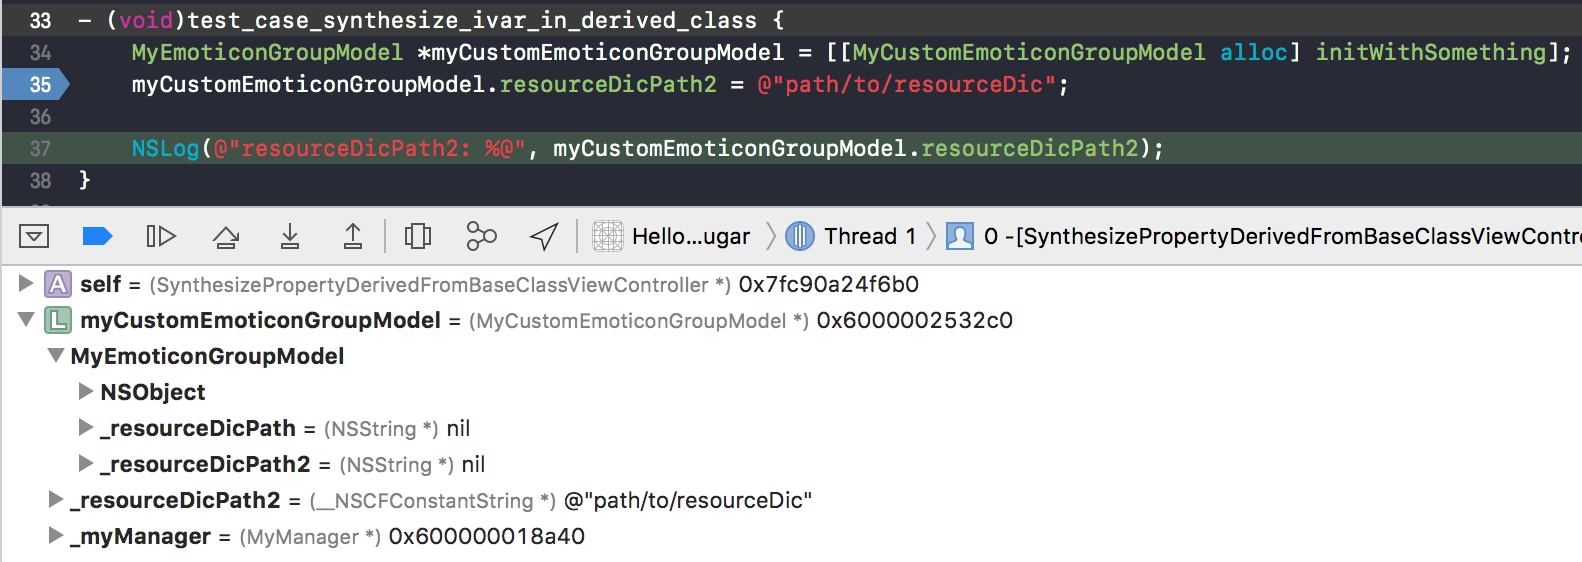 33 - (void)test_case_synthesize_ivar_in_derived_class {
34 MyEmoticonGroupModel *myCustomEmoticonGroupModel = [[MyCustomEmoticonGroupModel alloc] initWithSomething];
35 myCustomEmoticonGroupModel.resourceDicPath2 = @"path/to/resourceDic";
36
37 NSLog(@"resourceDicPath2: %@", myCustomEmoticonGroupModel.resourceDicPath2);
38 }
Hello...ugar Thread 1 0 -[SynthesizePropertyDerivedFromBaseClassViewContr
A self = (SynthesizePropertyDerivedFromBaseClassViewController *) 0x7fc90a24f6b0
L myCustomEmoticonGroupModel = (MyCustomEmoticonGroupModel *) 0x6000002532c0
MyEmoticonGroupModel
NSObject
_resourceDicPath = (NSString *) nil
_resourceDicPath2 = (NSString *) nil
_resourceDicPath2 = (__NSCFConstantString *) @"path/to/resourceDic"
_myManager = (MyManager *) 0x600000018a40